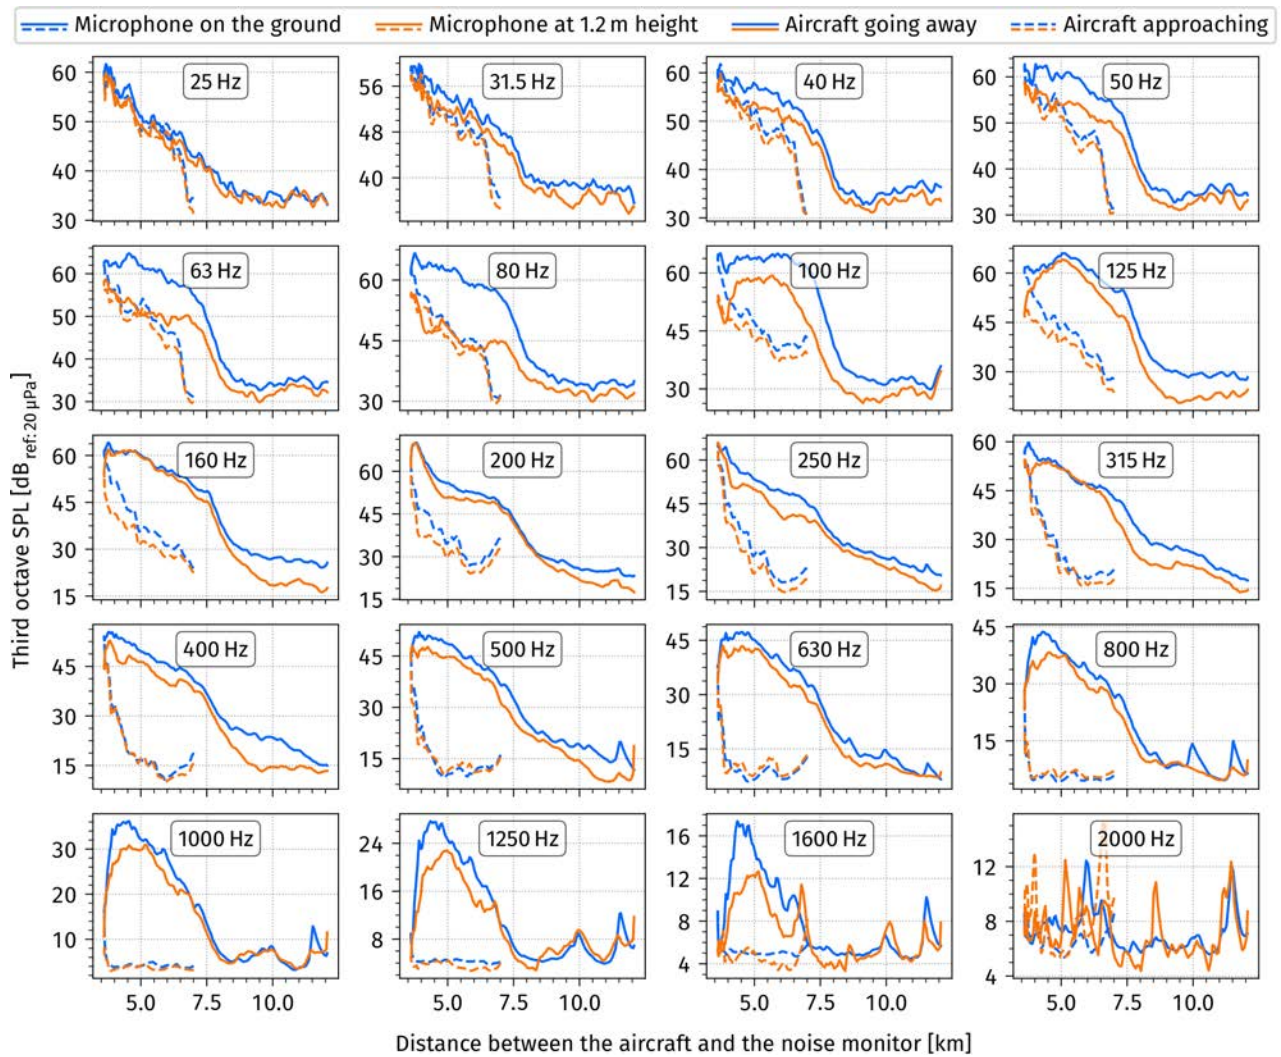 Microphone on the ground Microphone at 1.2 m height Aircraft going away Aircraft approaching
25 Hz 31.5 Hz 40 Hz 50 Hz
60 56 60 60
50 48 50 50
40 40 40 40
30 30 30
63 Hz 80 Hz 100 Hz 125 Hz
60 60 60 60
50 45 45 45
40 30 30 30
30
160 Hz 200 Hz 250 Hz 315 Hz
60 60 60 60
45 45 45 45
30 30 30 30
15 15 15 15
400 Hz 500 Hz 630 Hz 800 Hz
45 45 45 45
30 30 30 30
15 15 15 15
1000 Hz 1250 Hz 1600 Hz 2000 Hz
30 24 16 12
20 16 12 8
10 8 8 4
4
5.0 7.5 10.0 5.0 7.5 10.0 5.0 7.5 10.0 5.0 7.5 10.0
Third octave SPL [dBref:20 µPa]
Distance between the aircraft and the noise monitor [km]